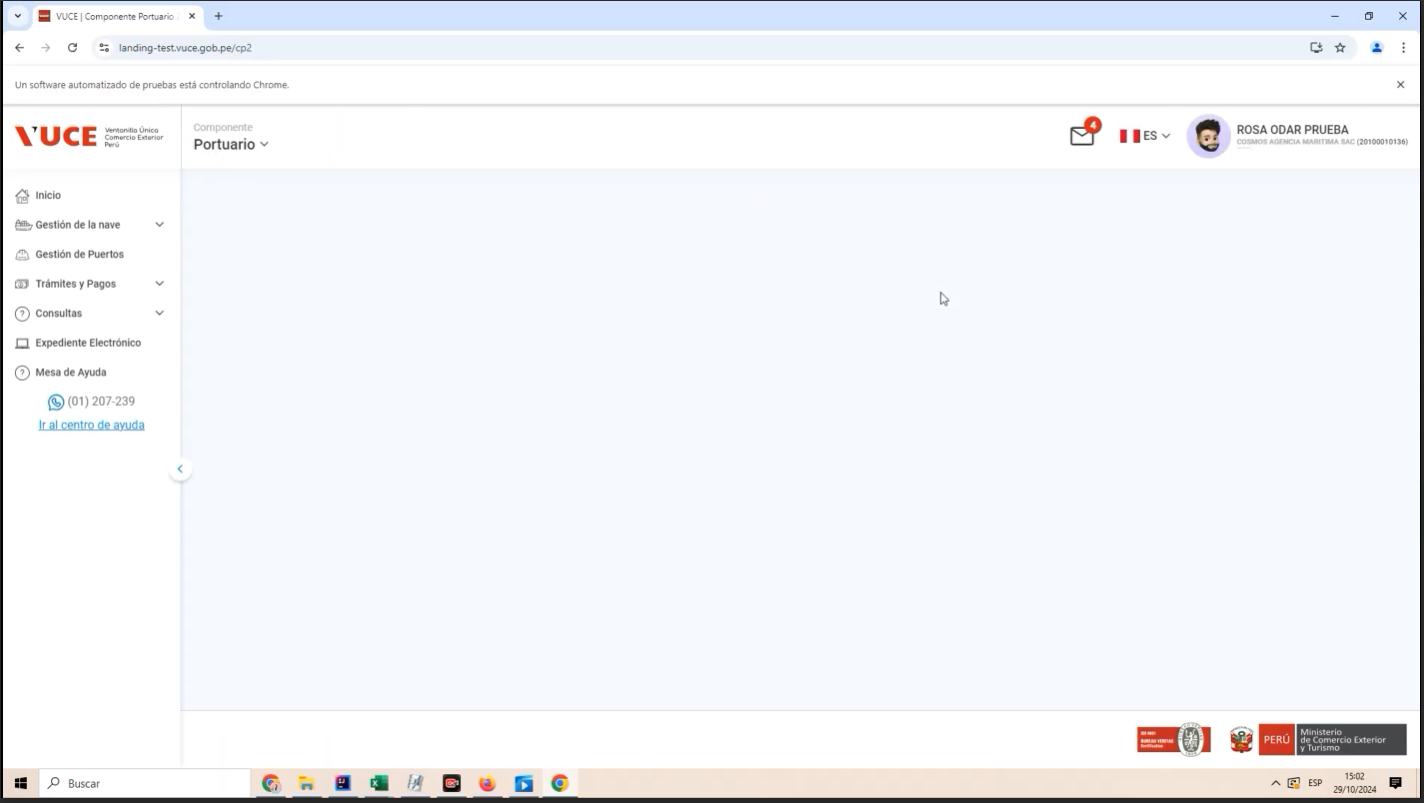 VUCE | Componente Portuario
landing-test.vuce.gob.pe/cp2
Un software automatizado de pruebas está controlando Chrome.
VUCE
Ventanilla Única
Comercio Exterior
Perú
Componente
Portuario
4
ES
ROSA ODAR PRUEBA
COSMOS AGENCIA MARITIMA SAC (20100010136)
Inicio
Gestión de la nave
Gestión de Puertos
Trámites y Pagos
Consultas
Expediente Electrónico
Mesa de Ayuda
(01) 207-239
Ir al centro de ayuda
BUREAU VERITAS
Certification
PERÚ
Ministerio
de Comercio Exterior
y Turismo
Buscar
ESP
15:02
29/10/2024